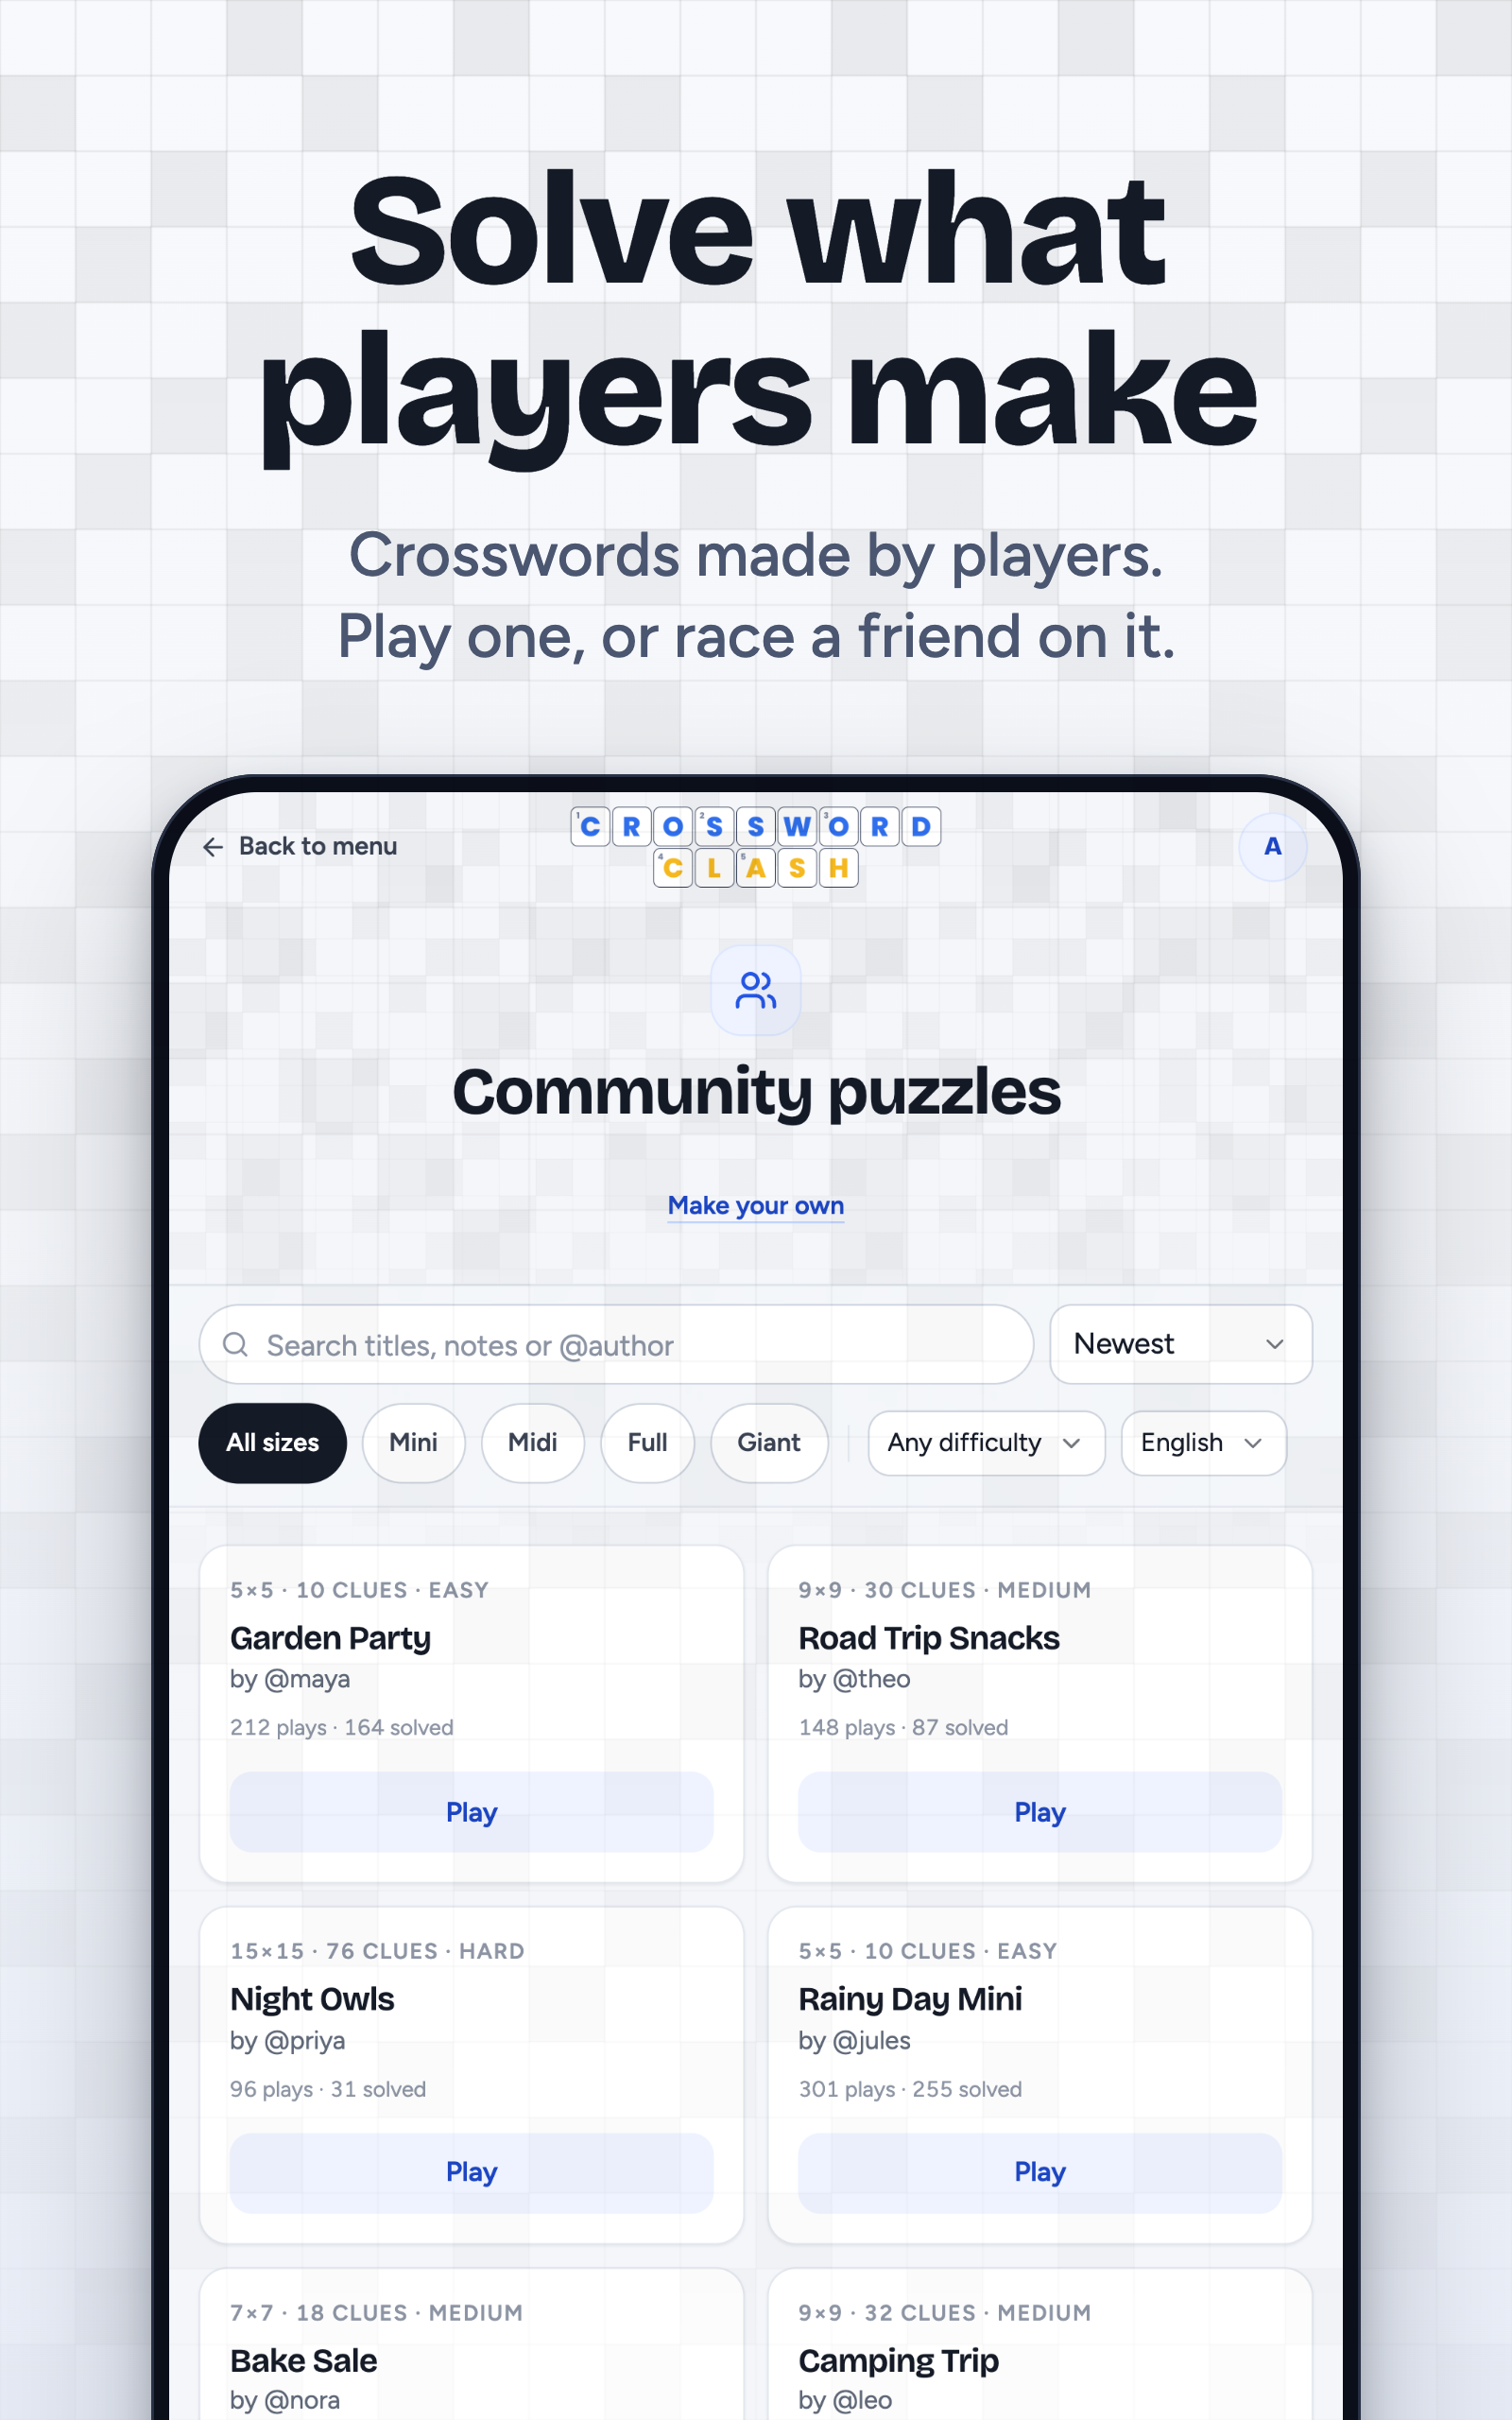 Solve what
players make
Crosswords made by players.
Play one, or race a friend on it.
Back to menu
1C R O 2S S W 3O R D
4C L 5A S H
A
Community puzzles
Make your own
Search titles, notes or @author
Newest
All sizes
Mini
Midi
Full
Giant
Any difficulty
English
5×5 · 10 CLUES · EASY
Garden Party
by @maya
212 plays · 164 solved
Play
9×9 · 30 CLUES · MEDIUM
Road Trip Snacks
by @theo
148 plays · 87 solved
Play
15×15 · 76 CLUES · HARD
Night Owls
by @priya
96 plays · 31 solved
Play
5×5 · 10 CLUES · EASY
Rainy Day Mini
by @jules
301 plays · 255 solved
Play
7×7 · 18 CLUES · MEDIUM
Bake Sale
by @nora
9×9 · 32 CLUES · MEDIUM
Camping Trip
by @leo